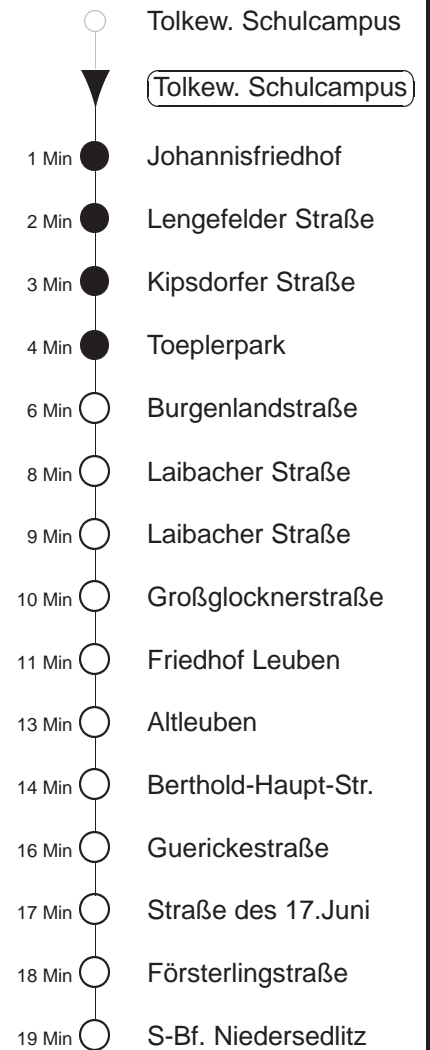 Tolkew. Schulcampus
Tolkew. Schulcampus
1 Min Johannisfriedhof
2 Min Lengefelder Straße
3 Min Kipsdorfer Straße
4 Min Toeplerpark
6 Min Burgenlandstraße
8 Min Laibacher Straße
9 Min Laibacher Straße
10 Min Großglocknerstraße
11 Min Friedhof Leuben
13 Min Altleuben
14 Min Berthold-Haupt-Str.
16 Min Guerickestraße
17 Min Straße des 17.Juni
18 Min Försterlingstraße
19 Min S-Bf. Niedersedlitz